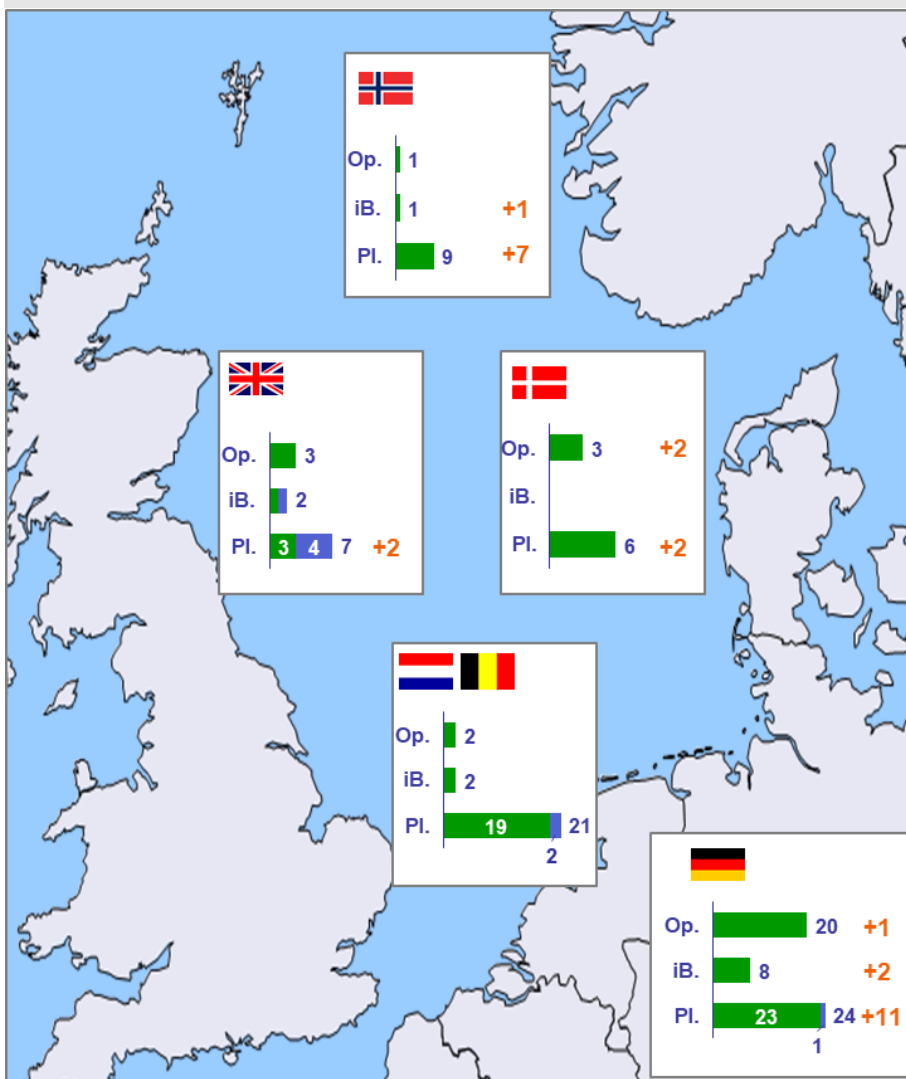 Op. 1
iB. 1 +1
Pl. 9 +7
Op. 3
iB. 2
Pl. 3 4 7 +2
Op. 3 +2
iB.
Pl. 6 +2
Op. 2
iB. 2
Pl. 19 21
2
Op. 20 +1
iB. 8 +2
Pl. 23 24 +11
1